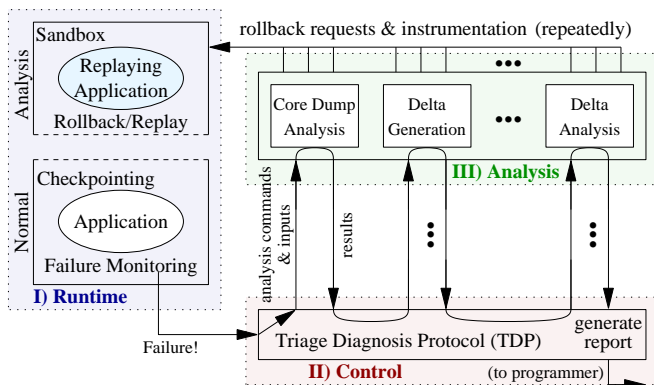 rollback requests & instrumentation (repeatedly)
Analysis
Sandbox
Replaying
Application
Rollback/Replay
Normal
Checkpointing
Application
Failure Monitoring
I) Runtime
Core Dump
Analysis
Delta
Generation
•••
Delta
Analysis
•••
III) Analysis
analysis commands
& inputs
results
Failure!
Triage Diagnosis Protocol (TDP)
generate
report
II) Control
(to programmer)